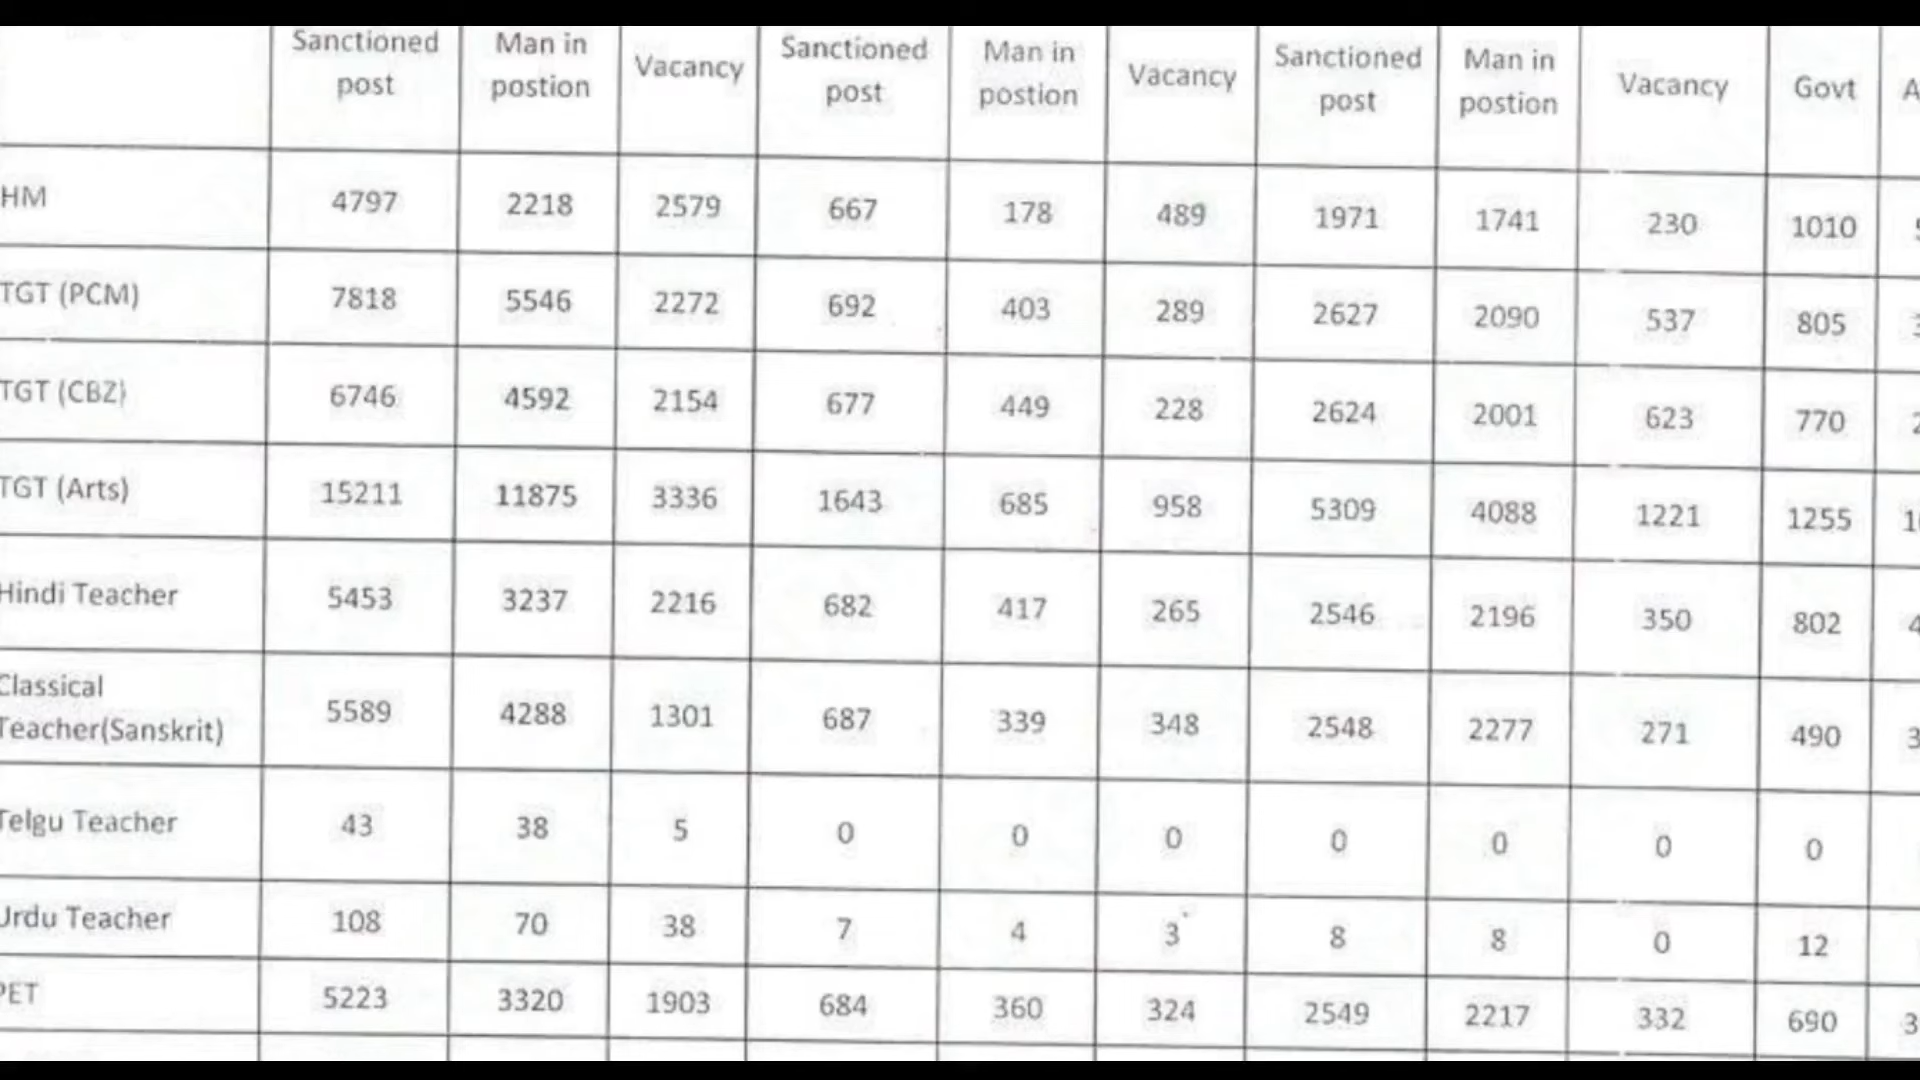 Sanctioned post Man in postion Vacancy Sanctioned post Man in postion Vacancy Sanctioned post Man in postion Vacancy Govt A
HM 4797 2218 2579 667 178 489 1971 1741 230 1010
TGT (PCM) 7818 5546 2272 692 403 289 2627 2090 537 805
TGT (CBZ) 6746 4592 2154 677 449 228 2624 2001 623 770
TGT (Arts) 15211 11875 3336 1643 685 958 5309 4088 1221 1255
Hindi Teacher 5453 3237 2216 682 417 265 2546 2196 350 802
Classical
Teacher(Sanskrit) 5589 4288 1301 687 339 348 2548 2277 271 490
Telgu Teacher 43 38 5 0 0 0 0 0 0 0
Urdu Teacher 108 70 38 7 4 3 8 8 0 12
PET 5223 3320 1903 684 360 324 2549 2217 332 690